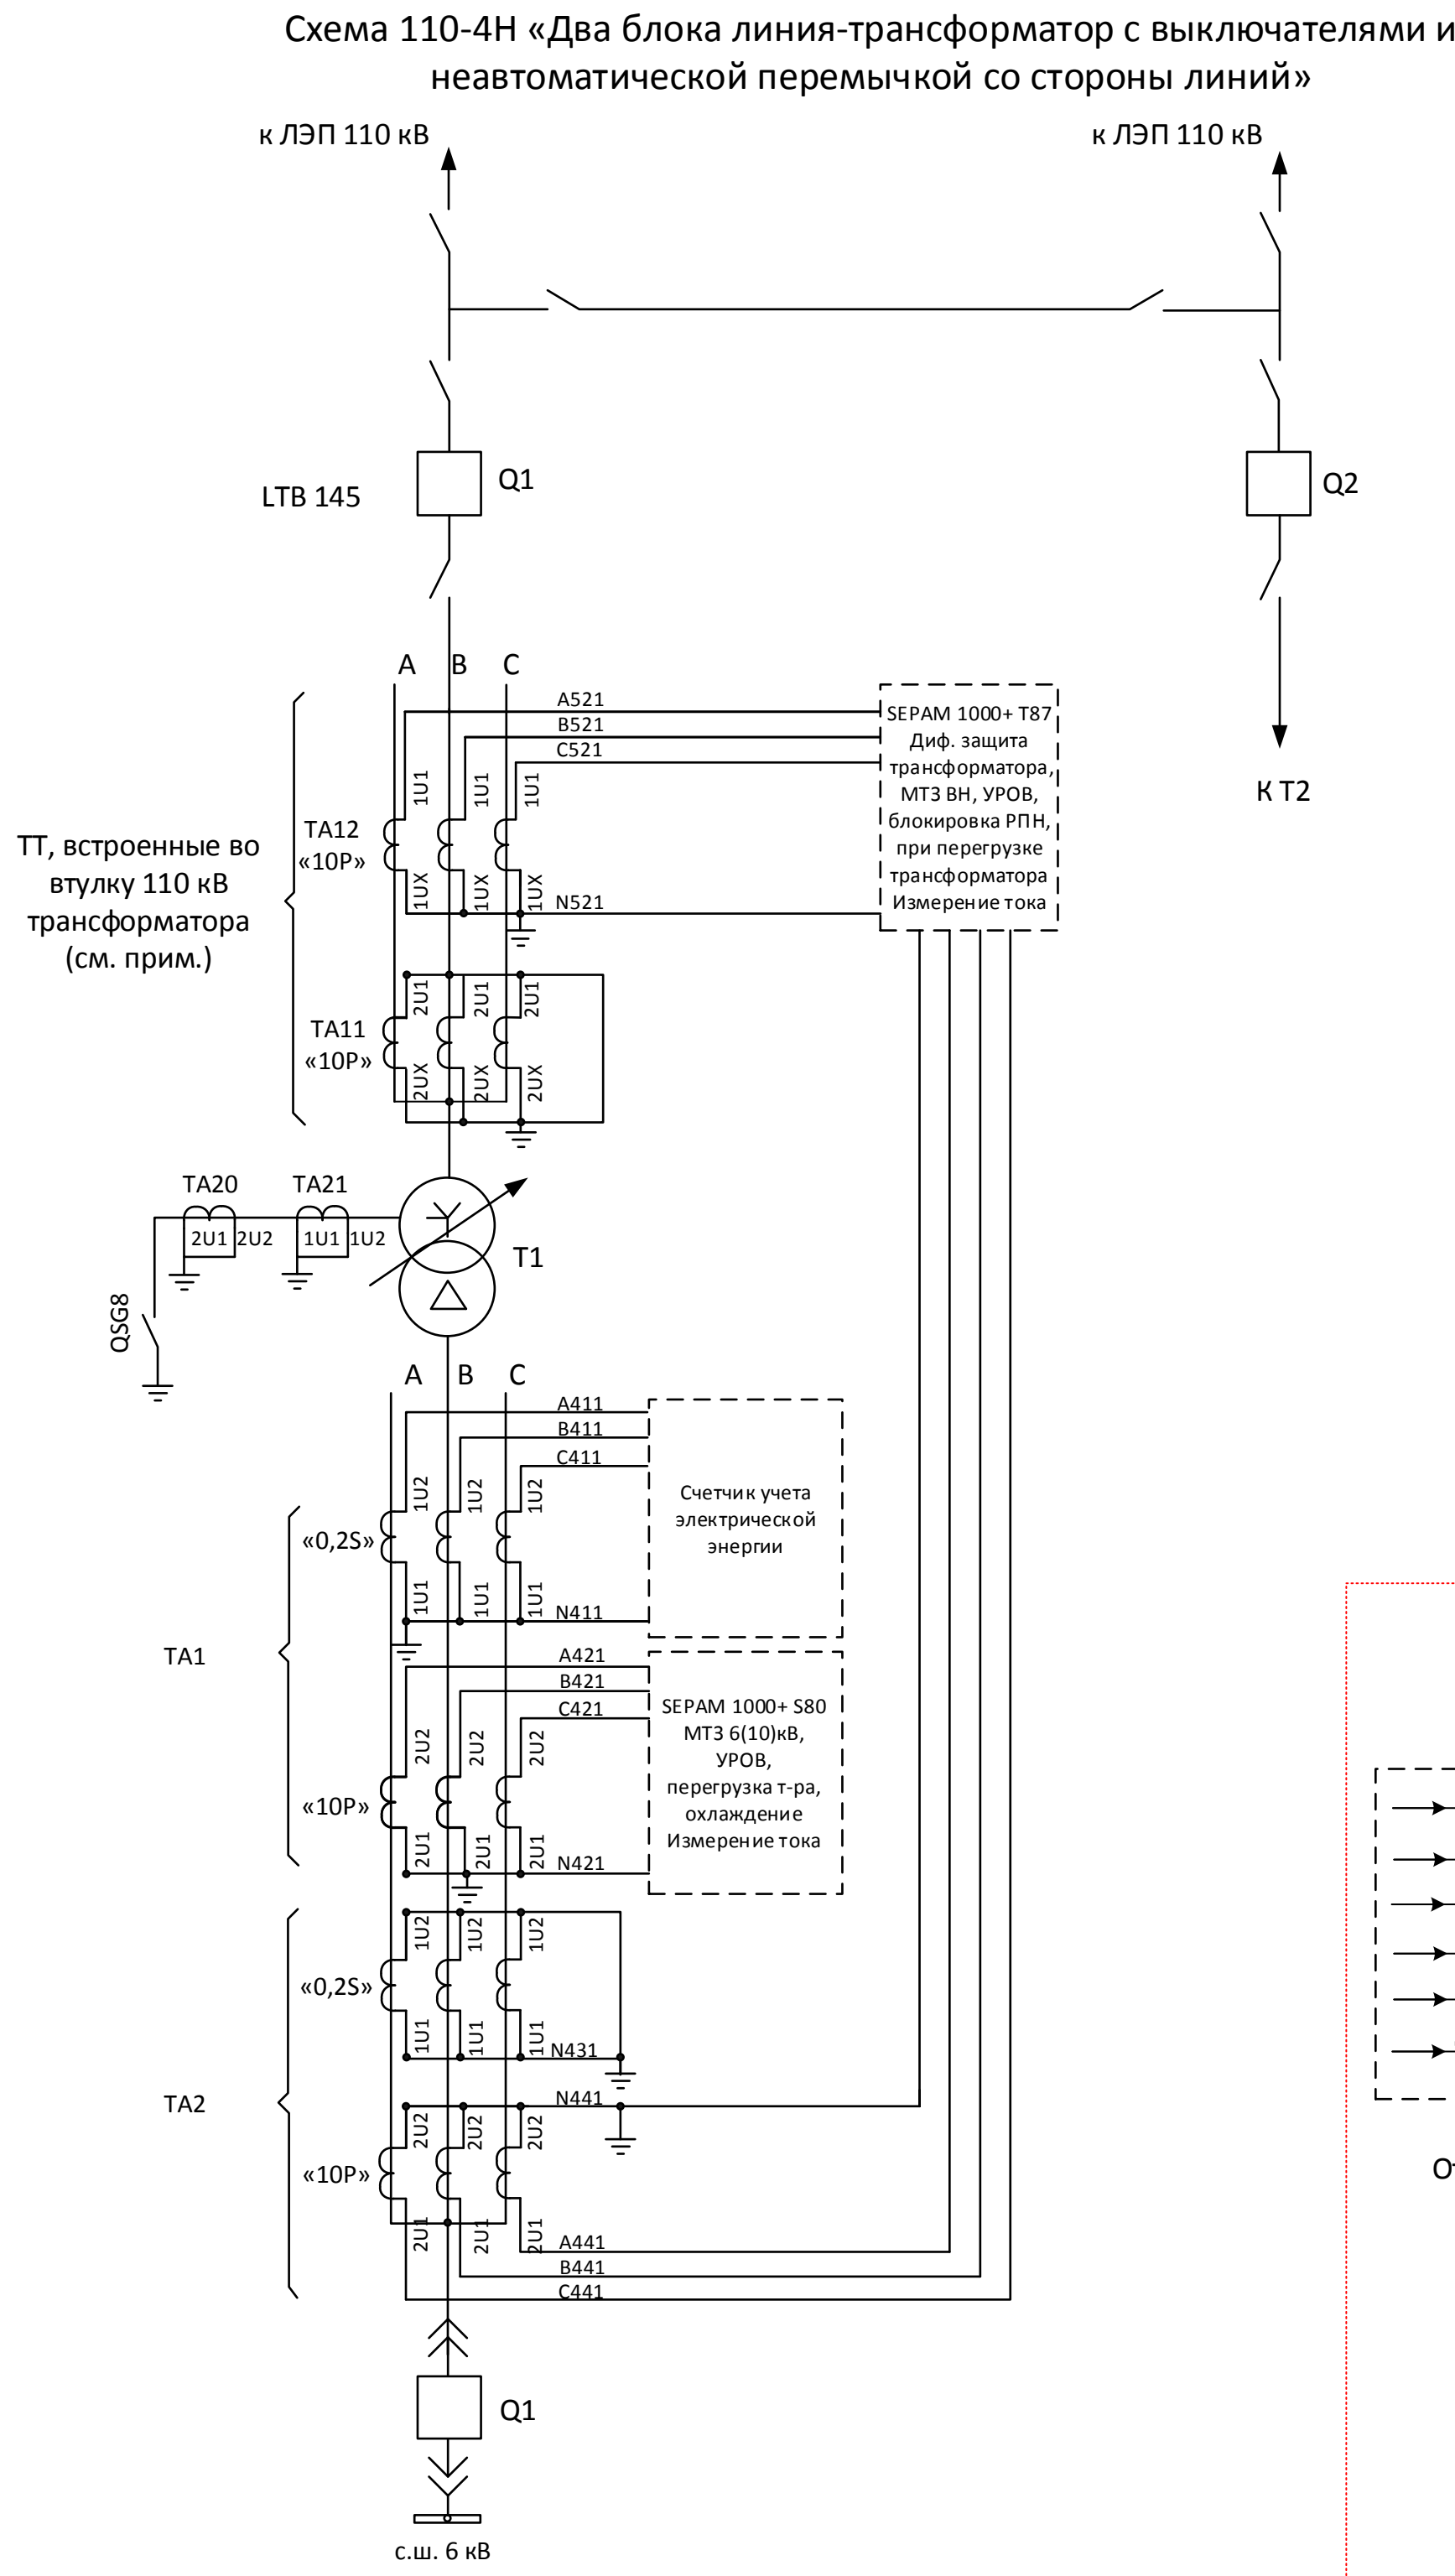 Схема 110-4Н «Два блока линия-трансформатор с выключателями и
неавтоматической перемычкой со стороны линий»
к ЛЭП 110 кВ
к ЛЭП 110 кВ
LTB 145
Q1
Q2
A B C
A521
B521
C521
SEPAM 1000+ T87
Диф. защита
трансформатора,
МТЗ ВН, УРОВ,
блокировка РПН,
при перегрузке
трансформатора
Измерение тока
К Т2
1U1 1U1 1U1
ТТ, встроенные во
втулку 110 кВ
трансформатора
(см. прим.)
TA12
«10P»
1UX 1UX 1UX
N521
2U1 2U1 2U1
TA11
«10P»
2UX 2UX 2UX
TA20
TA21
2U1 2U2
1U1 1U2
T1
QSG8
A B C
A411
B411
C411
1U2 1U2 1U2
Счетчик учета
электрической
энергии
«0,2S»
1U1 1U1 1U1
N411
TA1
A421
B421
C421
SEPAM 1000+ S80
МТЗ 6(10)кВ,
УРОВ,
перегрузка т-ра,
охлаждение
Измерение тока
2U2 2U2 2U2
«10P»
2U1 2U1 2U1
N421
1U2 1U2 1U2
«0,2S»
1U1 1U1 1U1
N431
TA2
N441
2U2 2U2 2U2
«10P»
2U1 2U1 2U1
A441
B441
C441
Q1
с.ш. 6 кВ